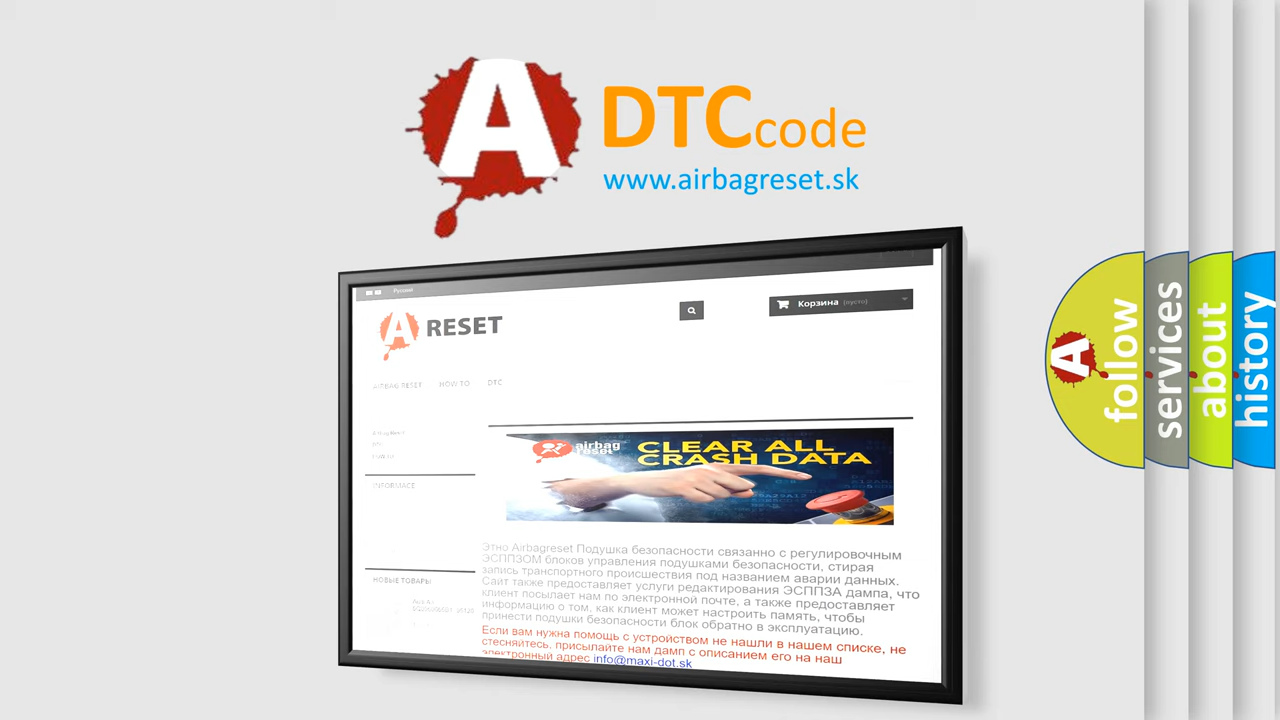 A DTC code
www.airbagreset.sk
Русский
A RESET
Корзина (пусто)
AIRBAG RESET HOW TO DTC
INFORMACE
НОВЫЕ ТОВАРЫ
airbag reset
CLEAR ALL
CRASH DATA
Этно Airbagreset Подушка безопасности связанно с регулировочным
ЭСППЗОМ блоков управления подушками безопасности, стирая
запись транспортного происшествия под названием аварии данных.
Сайт также предоставляет услуги редактирования ЭСППЗА дампа, что
клиент посылает нам по электронной почте, а также предоставляет
информацию о том, как клиент может настроить память, чтобы
принести подушки безопасности блок обратно в эксплуатацию.
Если вам нужна помощь с устройством не нашли в нашем списке, не
стесняйтесь, присылайте нам дамп с описанием его на наш
электронный адрес info@maxi-dot.sk
A follow
services
about
history